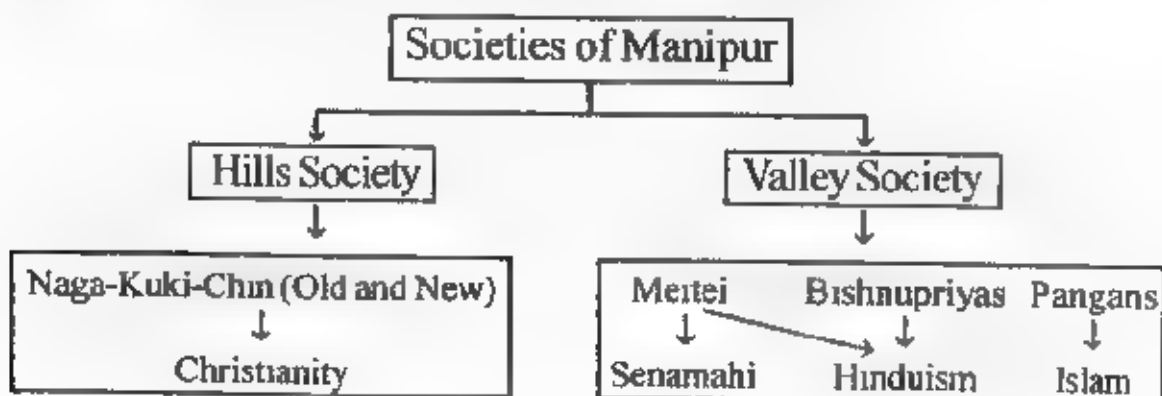 Societies of Manipur
Hills Society
Valley Society
Naga-Kuki-Chin (Old and New)
Christianity
Meitei Bishnupriyas Pangans
Senamahi Hinduism Islam